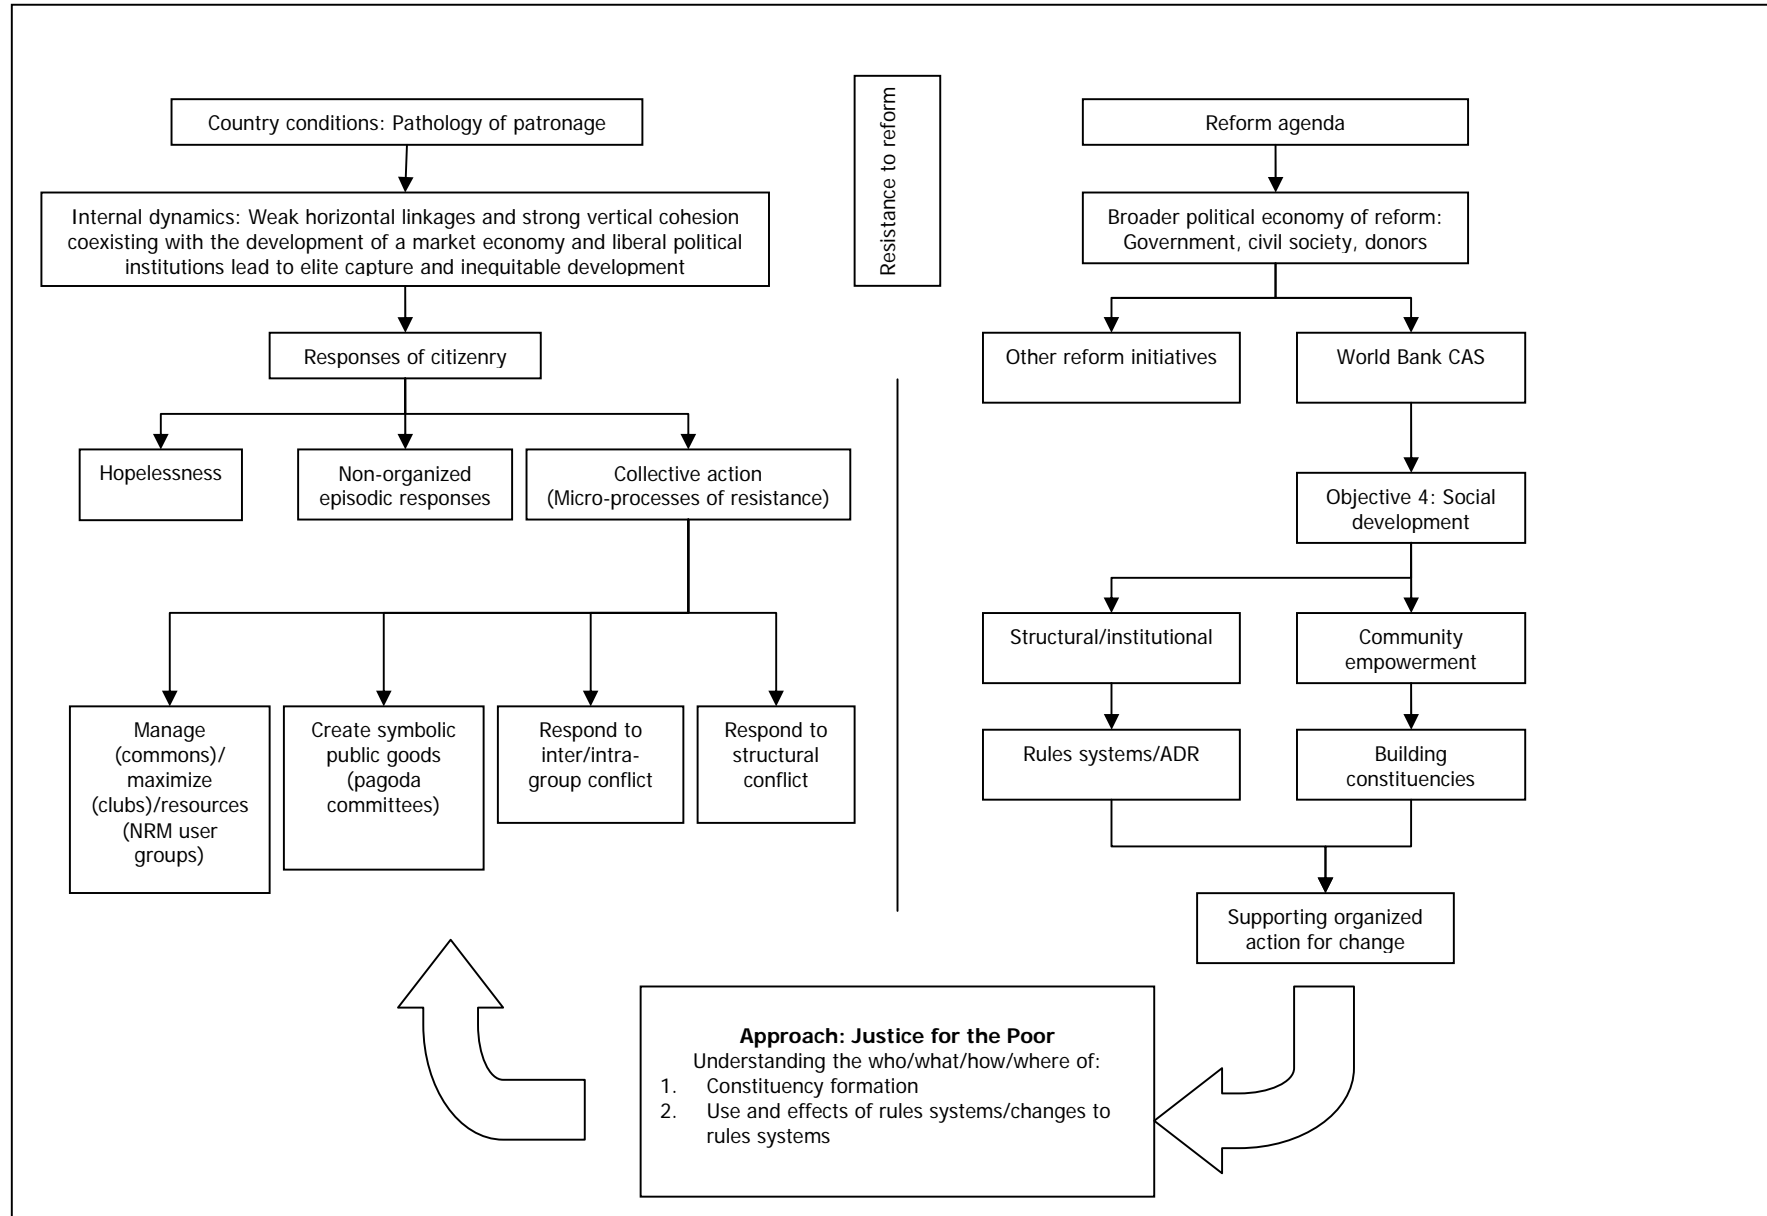 Country conditions: Pathology of patronage
Internal dynamics: Weak horizontal linkages and strong vertical cohesion
coexisting with the development of a market economy and liberal political
institutions lead to elite capture and inequitable development
Responses of citizenry
Hopelessness
Non-organized
episodic responses
Collective action
(Micro-processes of resistance)
Manage
(commons)/
maximize
(clubs)/resources
(NRM user
groups)
Create symbolic
public goods
(pagoda
committees)
Respond to
inter/intra-
group conflict
Respond to
structural
conflict
Resistance to reform
Reform agenda
Broader political economy of reform:
Government, civil society, donors
Other reform initiatives
World Bank CAS
Objective 4: Social
development
Structural/institutional
Community
empowerment
Rules systems/ADR
Building
constituencies
Supporting organized
action for change
Approach: Justice for the Poor
Understanding the who/what/how/where of:
1. Constituency formation
2. Use and effects of rules systems/changes to
rules systems